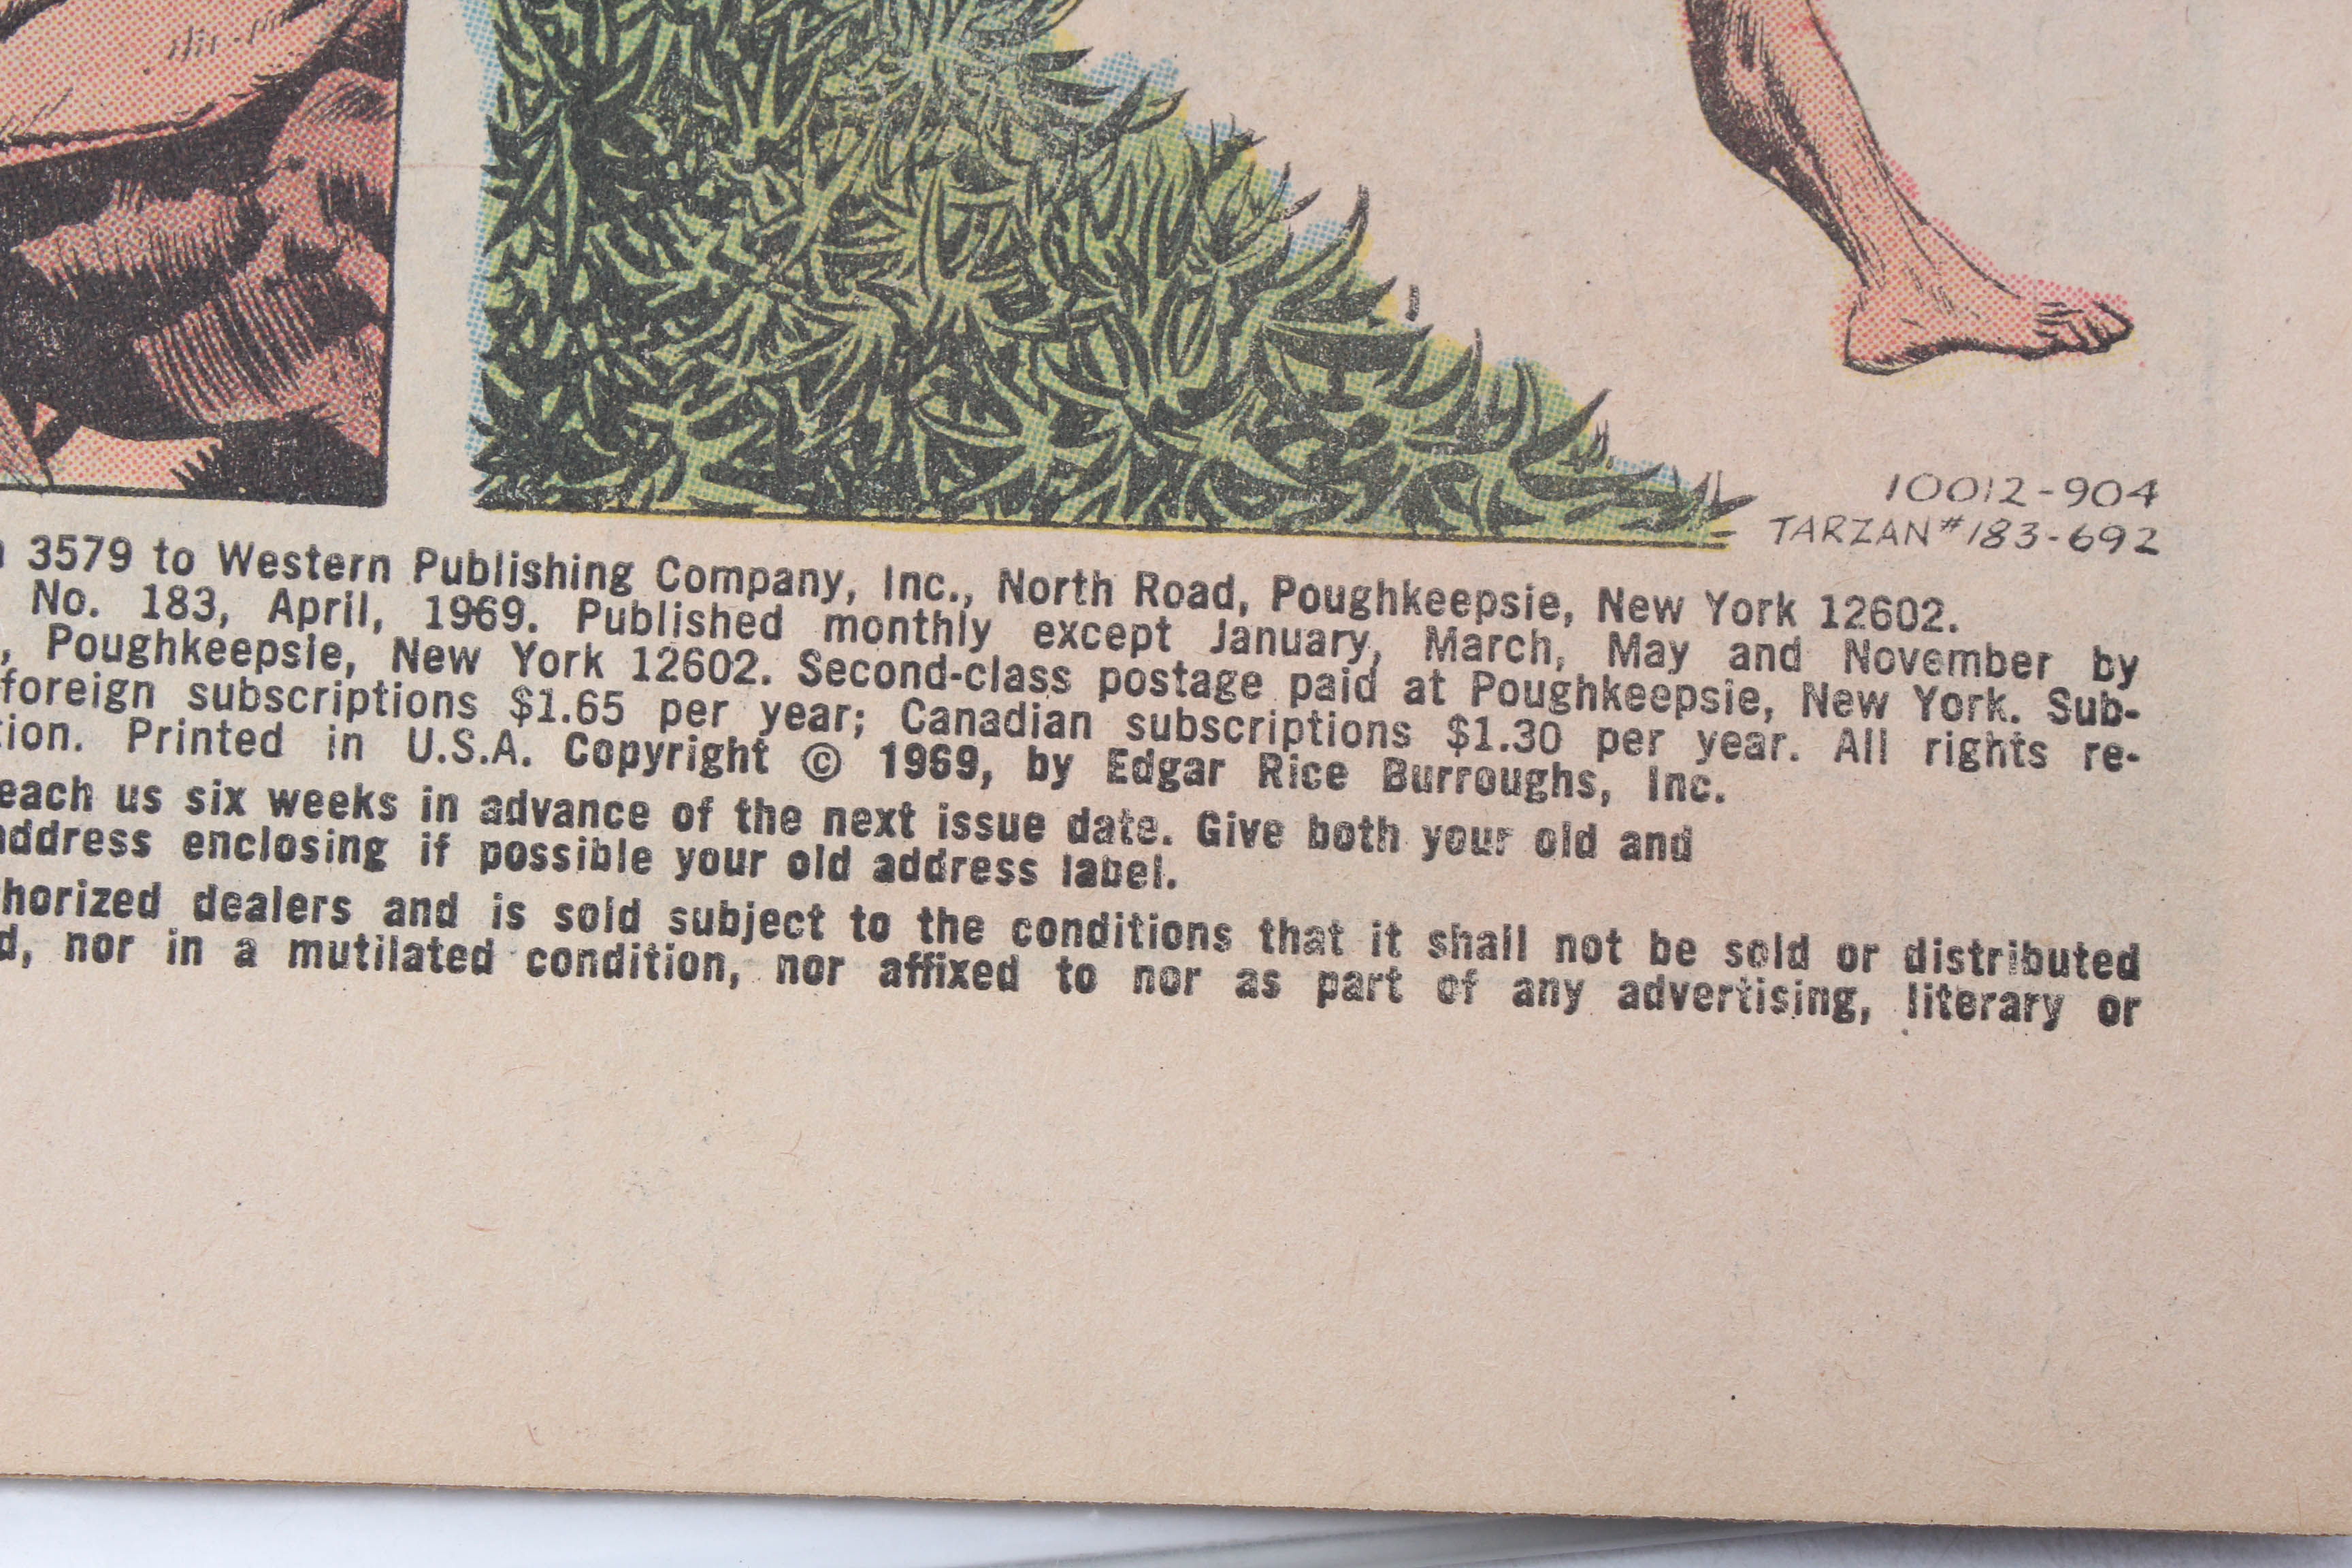 10012-904
TARZAN #183-692
3579 to Western Publishing Company, Inc., North Road, Poughkeepsie, New York 12602.
No. 183, April, 1969. Published monthly except January, March, May and November by
, Poughkeepsie, New York 12602. Second-class postage paid at Poughkeepsie, New York. Sub-
foreign subscriptions $1.65 per year; Canadian subscriptions $1.30 per year. All rights re-
tion. Printed in U.S.A. Copyright © 1969, by Edgar Rice Burroughs, Inc.
each us six weeks in advance of the next issue date. Give both your old and
address enclosing if possible your old address label.
horized dealers and is sold subject to the conditions that it shall not be sold or distributed
d, nor in a mutilated condition, nor affixed to nor as part of any advertising, literary or